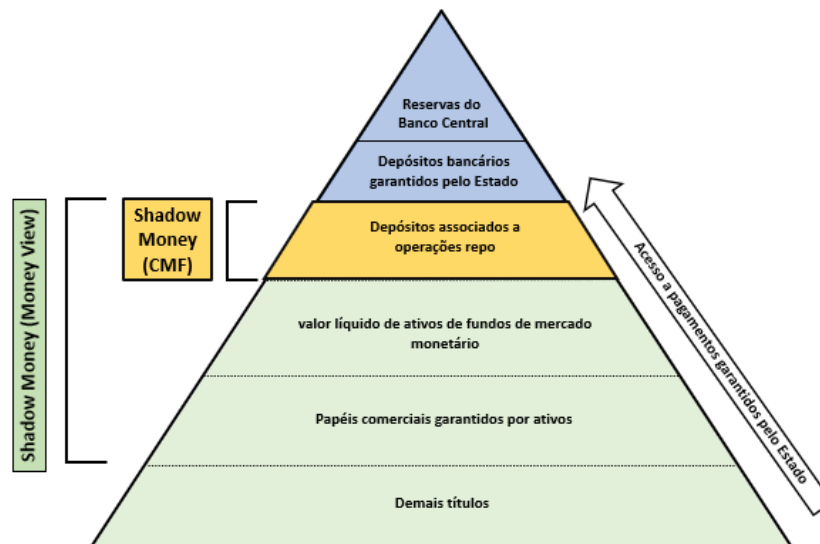 Reservas do
Banco Central
Depósitos bancários
garantidos pelo Estado
Shadow
Money
(CMF)
Depósitos associados a
operações repo
Shadow Money (Money View)
valor líquido de ativos de fundos de mercado
monetário
Papéis comerciais garantidos por ativos
Demais títulos
Acesso a pagamentos garantidos pelo Estado